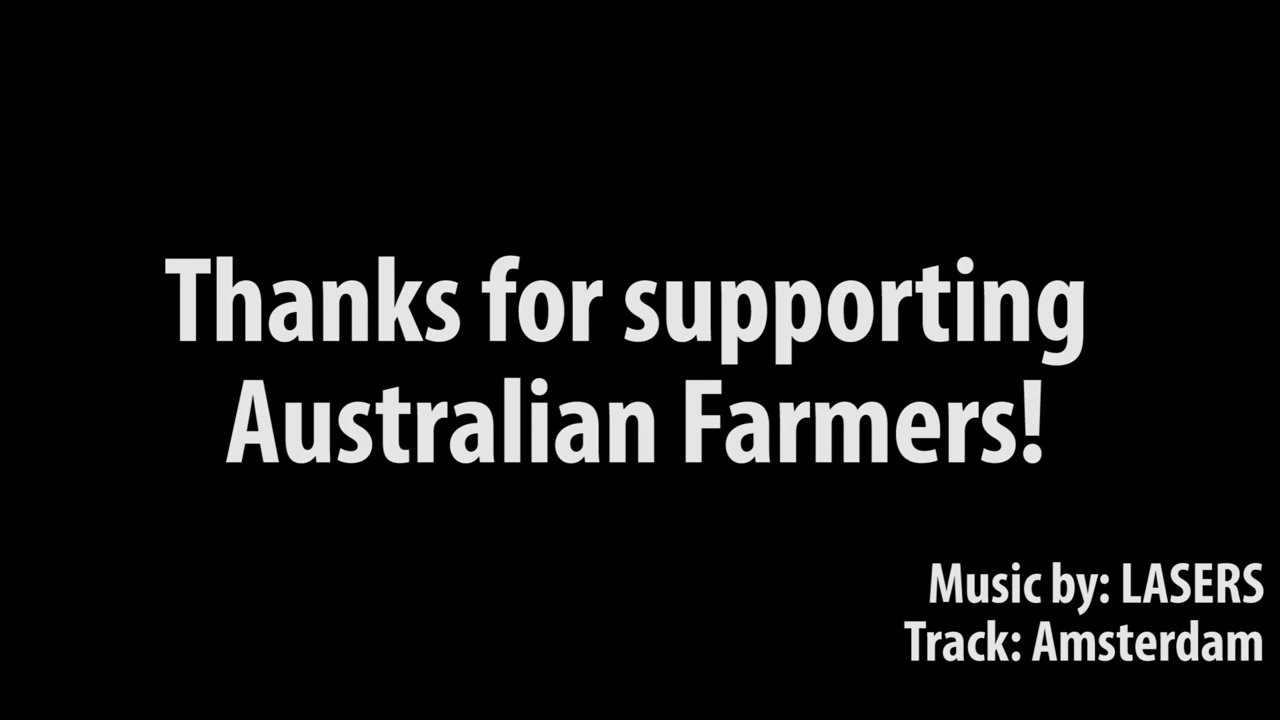 Thanks for supporting
Australian Farmers!
Music by: LASERS
Track: Amsterdam